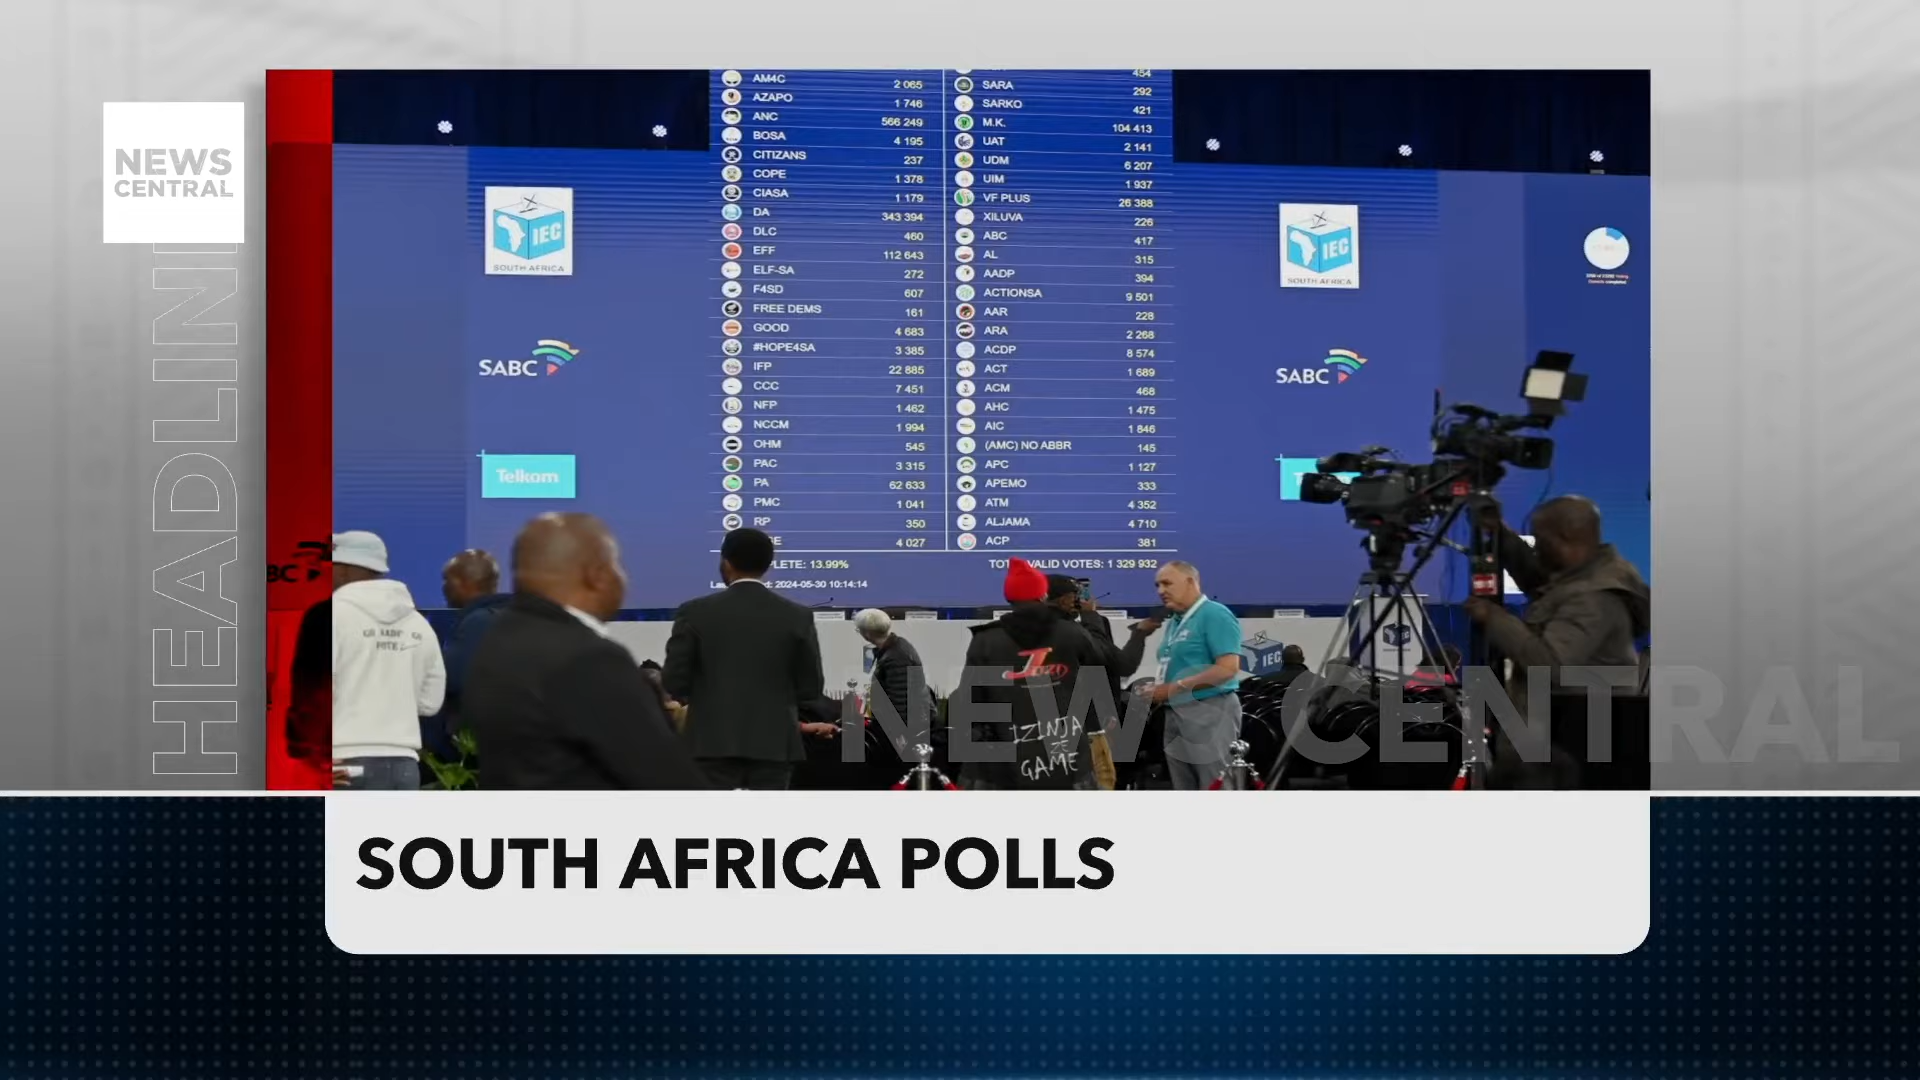 NEWS
CENTRAL
HEADLIN
AM4C 2 065
AZAPO 1 746
ANC 566 249
BOSA 4 195
CITIZANS 237
COPE 1 378
CIASA 1 179
DA 343 394
DLC 460
EFF 112 643
ELF-SA 272
F4SD 607
FREE DEMS 161
GOOD 4 683
#HOPE4SA 3 385
IFP 22 885
CCC 7 451
NFP 1 462
NCCM 1 994
OHM 545
PAC 3 315
PA 62 633
PMC 1 041
RP 350
4 027
PLETE: 13.99%
2024-05-30 10:14:14
454
SARA 292
SARKO 421
M.K. 104 413
UAT 2 141
UDM 6 207
UIM 1 937
VF PLUS 26 388
XILUVA 226
ABC 417
AL 315
AADP 394
ACTIONSA 9 501
AAR 228
ARA 2 268
ACDP 8 574
ACT 1 689
ACM 468
AHC 1 475
AIC 1 846
(AMC) NO ABBR 145
APC 1 127
APEMO 333
ATM 4 352
ALJAMA 4 710
ACP 381
VALID VOTES: 1 329 932
IEC
SOUTH AFRICA
SABC
Telkom
IEC
SOUTH AFRICA
SABC
IEC
IZINJA
ZE
GAME
NEWS CENTRAL
SOUTH AFRICA POLLS